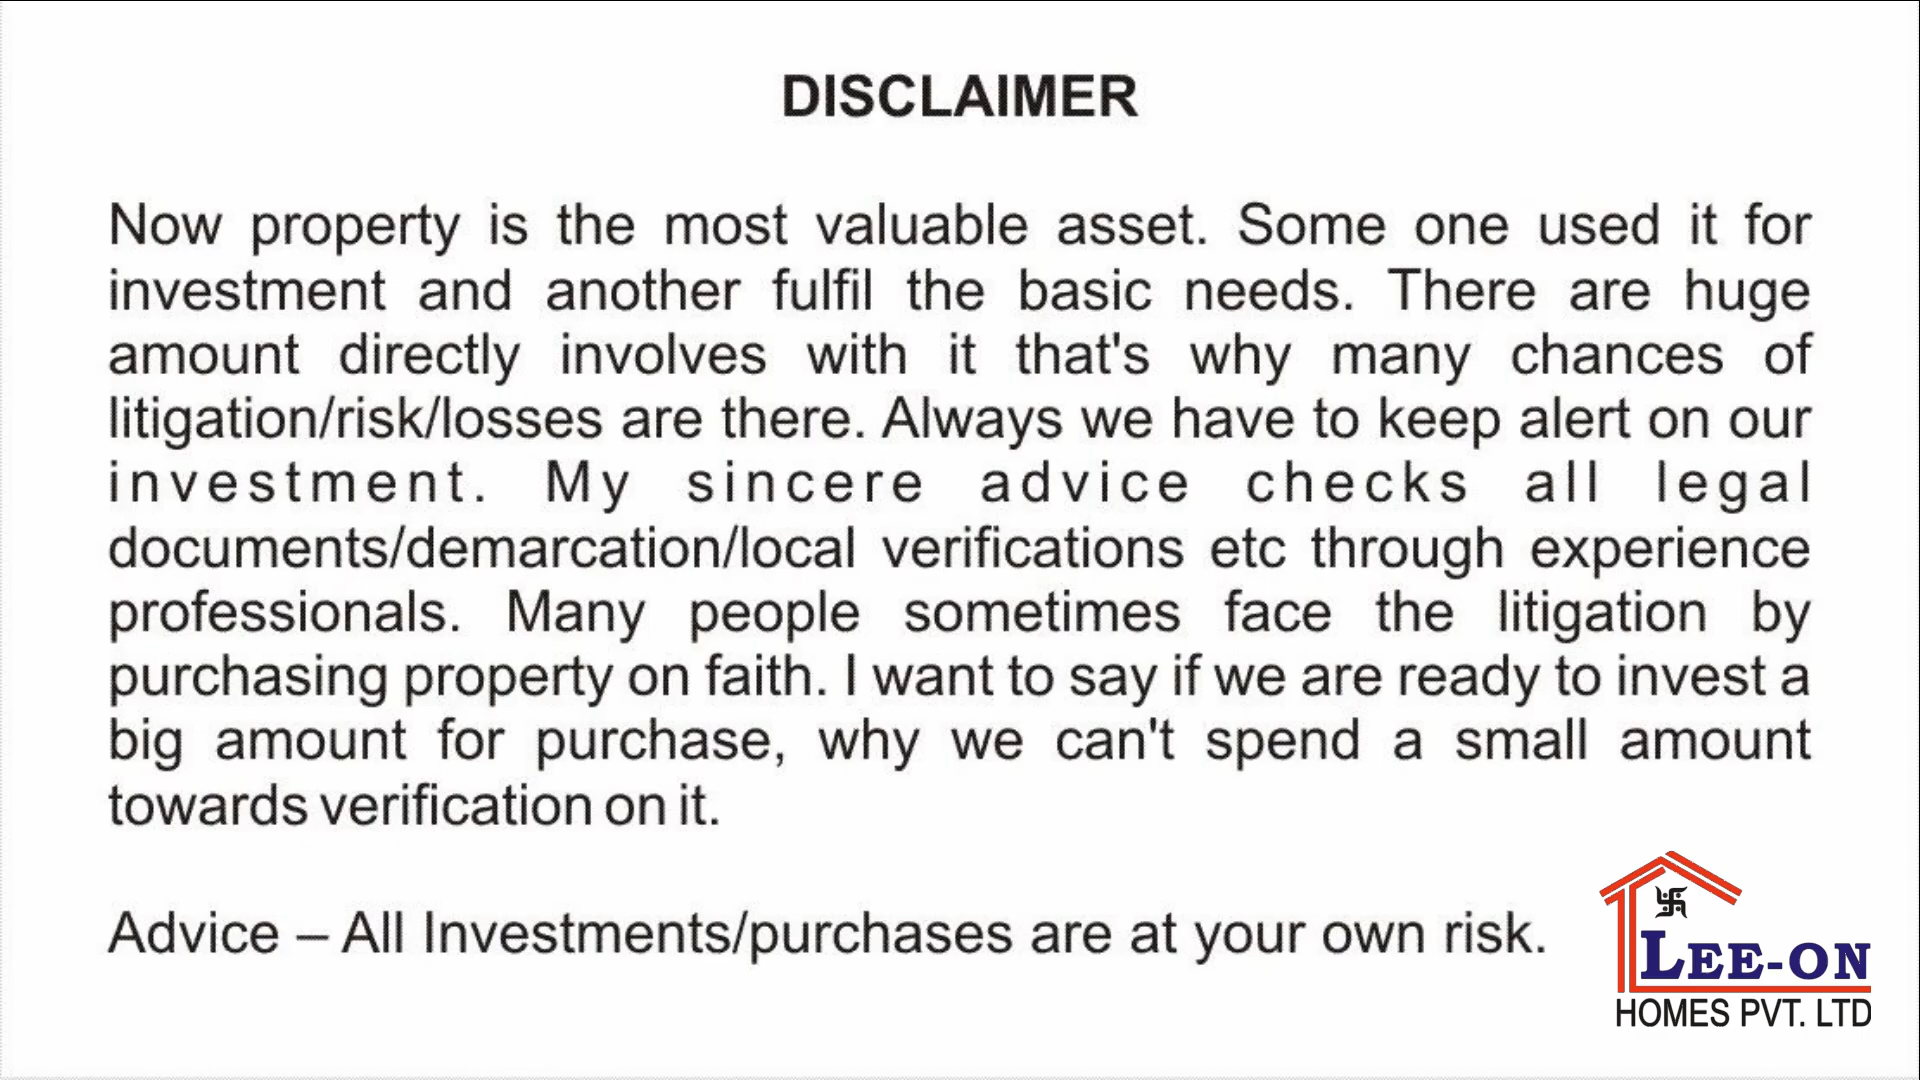 DISCLAIMER
Now property is the most valuable asset. Some one used it for
investment and another fulfil the basic needs. There are huge
amount directly involves with it that's why many chances of
litigation/risk/losses are there. Always we have to keep alert on our
investment. My sincere advice checks all legal
documents/demarcation/local verifications etc through experience
professionals. Many people sometimes face the litigation by
purchasing property on faith. I want to say if we are ready to invest a
big amount for purchase, why we can't spend a small amount
towards verification on it.
Advice – All Investments/purchases are at your own risk.
LEE-ON
HOMES PVT. LTD